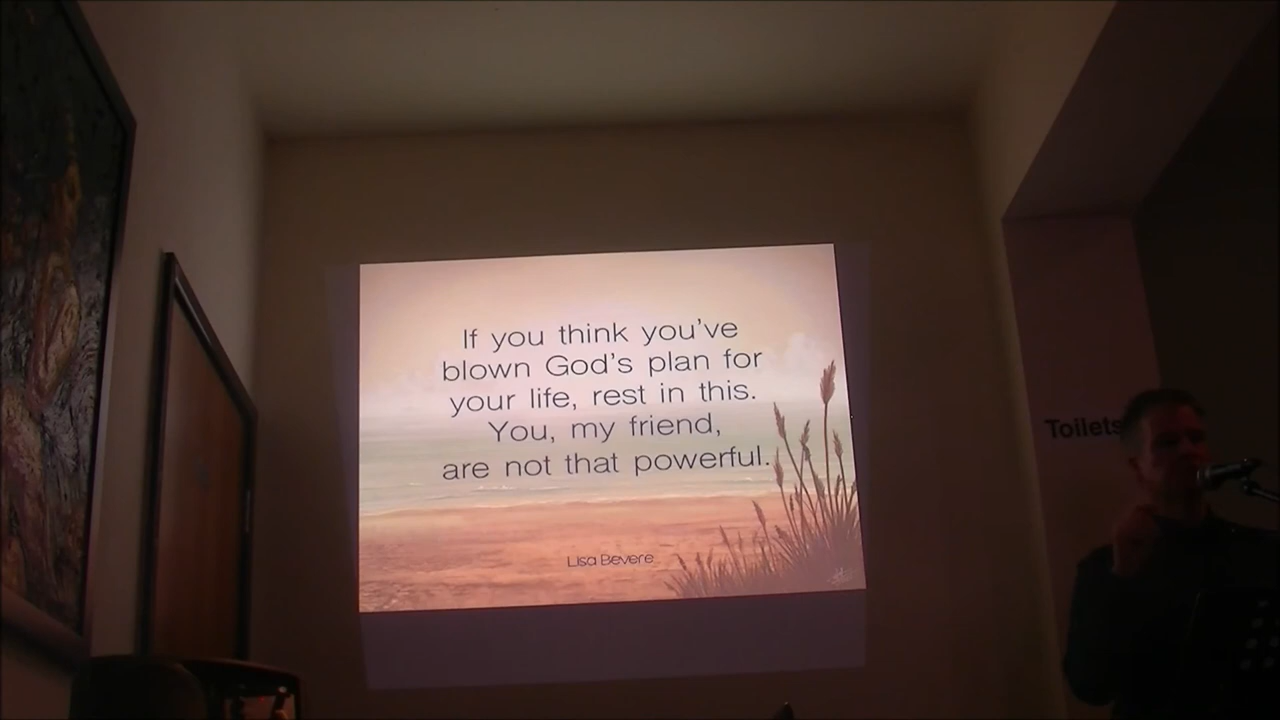 If you think you've
blown God's plan for
your life, rest in this.
You, my friend,
are not that powerful.
Lisa Bevere
Toilets